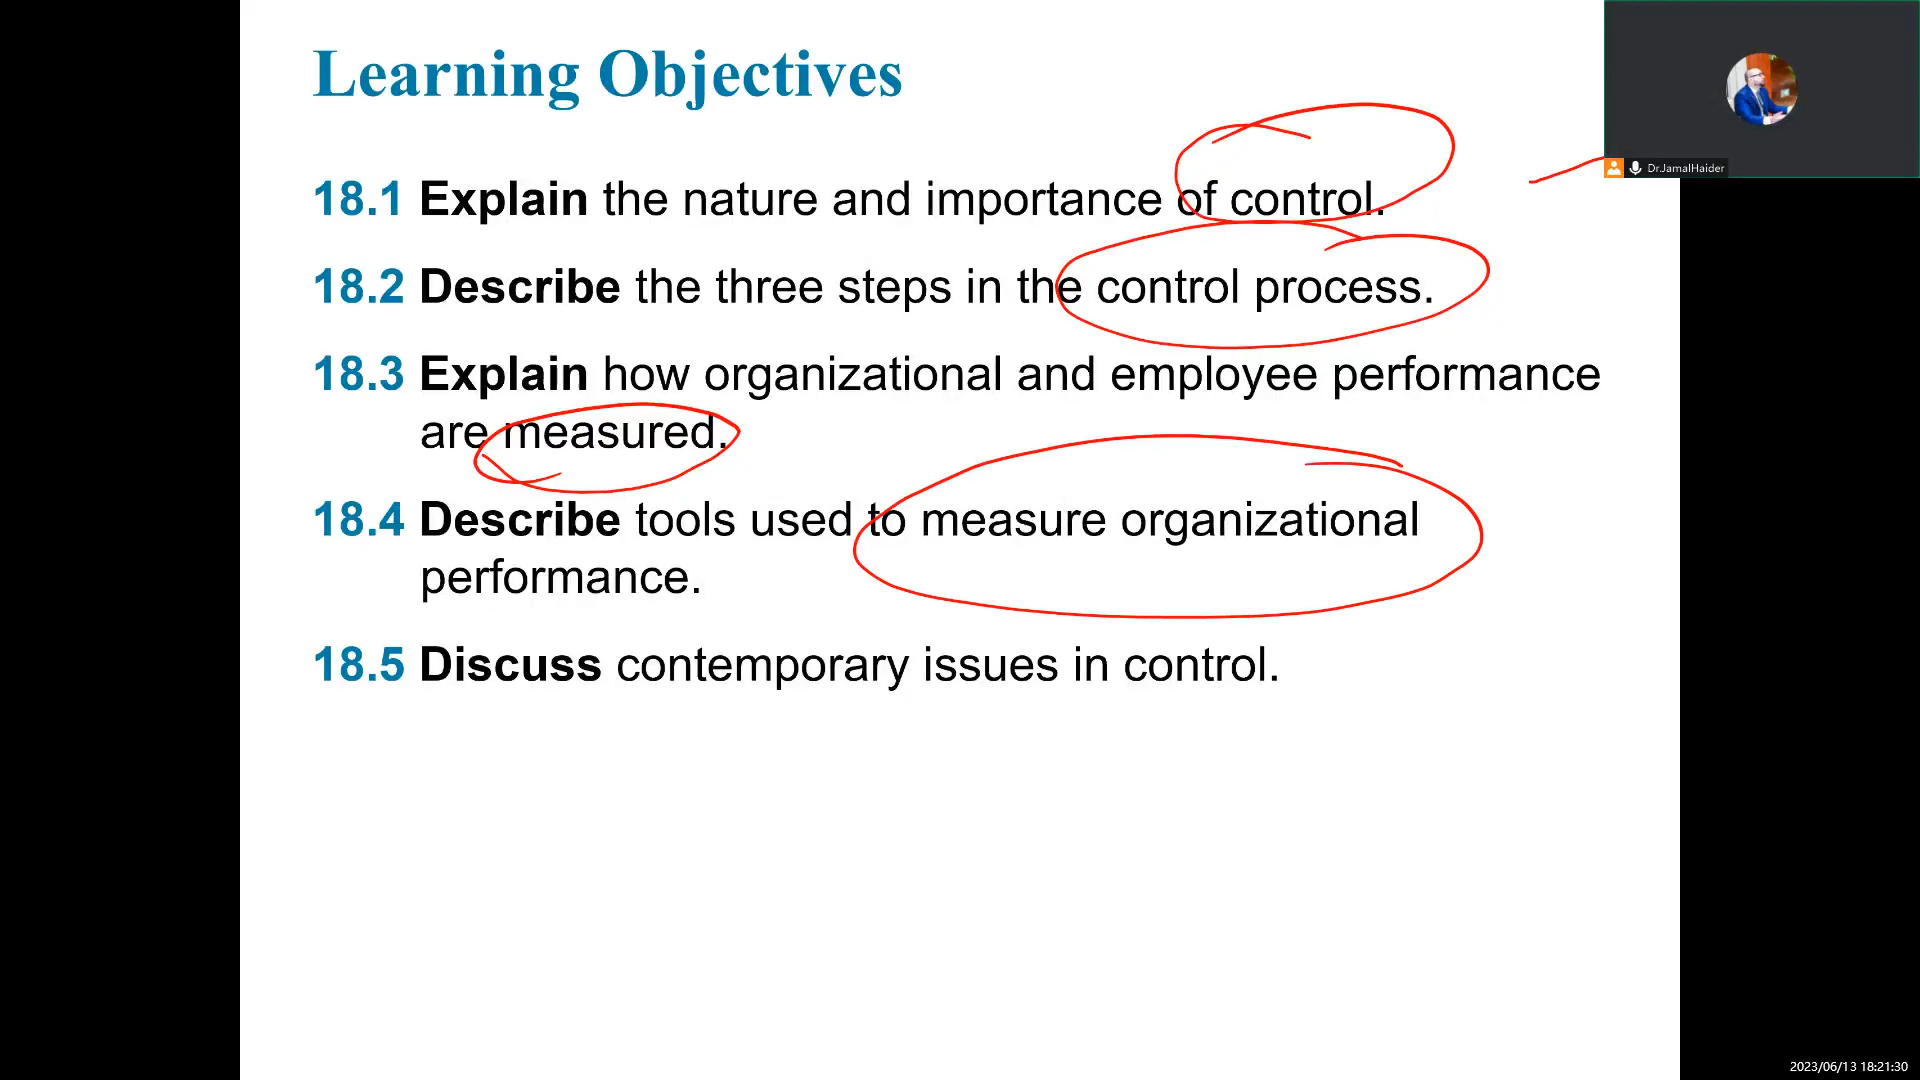 Learning Objectives
Dr.JamalHaider
18.1 Explain the nature and importance of control.
18.2 Describe the three steps in the control process.
18.3 Explain how organizational and employee performance
are measured.
18.4 Describe tools used to measure organizational
performance.
18.5 Discuss contemporary issues in control.
2023/06/13 18:21:30